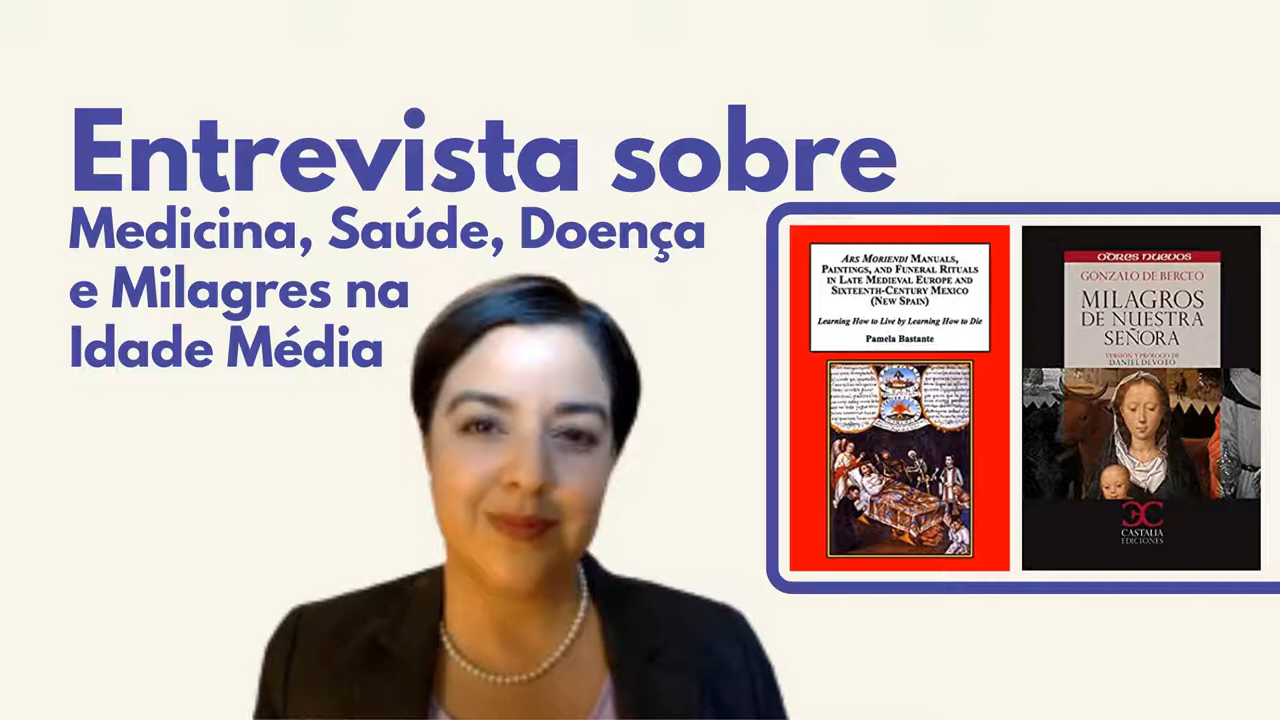 Entrevista sobre
Medicina, Saúde, Doença
e Milagres na
Idade Média
ARS MORIENDI MANUALS,
PAINTINGS, AND FUNERAL RITUALS
IN LATE MEDIEVAL EUROPE AND
SIXTEENTH-CENTURY MEXICO
(NEW SPAIN)
Learning How to Live by Learning How to Die
Pamela Bastante
ODRES NUEVOS
GONZALO DE BERCEO
MILAGROS
DE NUESTRA
SEÑORA
VERSIÓN Y PRÓLOGO DE
DANIEL DEVOTO
CASTALIA
EDICIONES